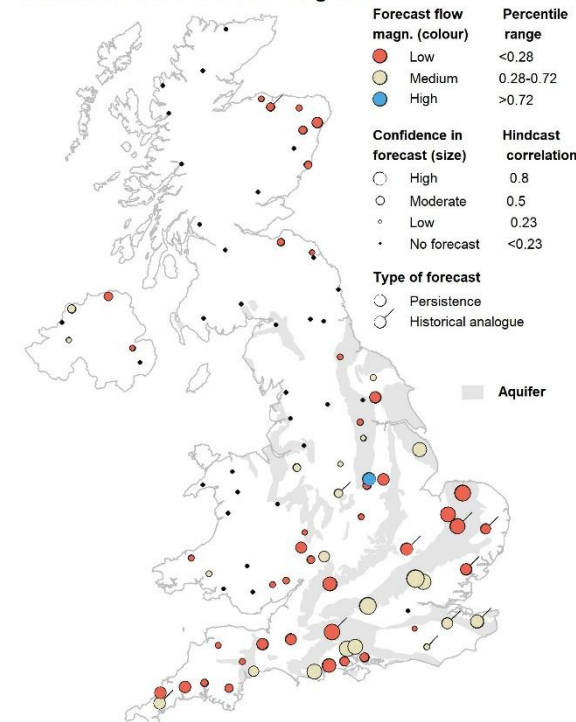 Forecast flow Percentile
magn. (colour) range
Low <0.28
Medium 0.28-0.72
High >0.72
Confidence in Hindcast
forecast (size) correlation
High 0.8
Moderate 0.5
Low 0.23
No forecast <0.23
Type of forecast
Persistence
Historical analogue
Aquifer